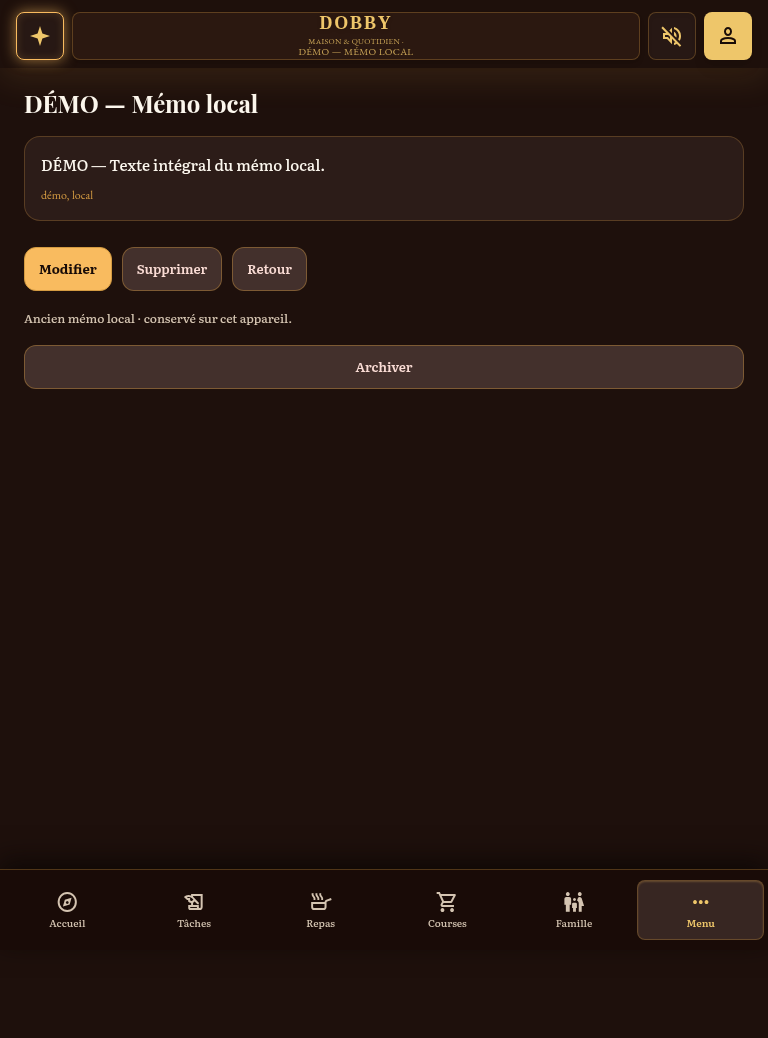 DOBBY
MAISON & QUOTIDIEN ·
DÉMO — MÉMO LOCAL
DÉMO — Mémo local
DÉMO — Texte intégral du mémo local.
démo, local
Modifier
Supprimer
Retour
Ancien mémo local · conservé sur cet appareil.
Archiver
Accueil
Tâches
Repas
Courses
Famille
Menu